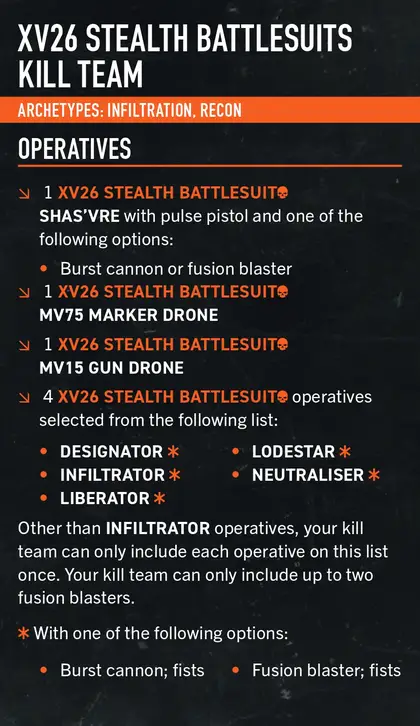 XV26 STEALTH BATTLESUITS
KILL TEAM
ARCHETYPES: INFILTRATION, RECON
OPERATIVES
↘ 1 XV26 STEALTH BATTLESUIT💀
SHAS’VRE with pulse pistol and one of the
following options:
• Burst cannon or fusion blaster
↘ 1 XV26 STEALTH BATTLESUIT💀
MV75 MARKER DRONE
↘ 1 XV26 STEALTH BATTLESUIT💀
MV15 GUN DRONE
↘ 4 XV26 STEALTH BATTLESUIT💀 operatives
selected from the following list:
• DESIGNATOR * • LODESTAR *
• INFILTRATOR * • NEUTRALISER *
• LIBERATOR *
Other than INFILTRATOR operatives, your kill
team can only include each operative on this list
once. Your kill team can only include up to two
fusion blasters.
* With one of the following options:
• Burst cannon; fists • Fusion blaster; fists